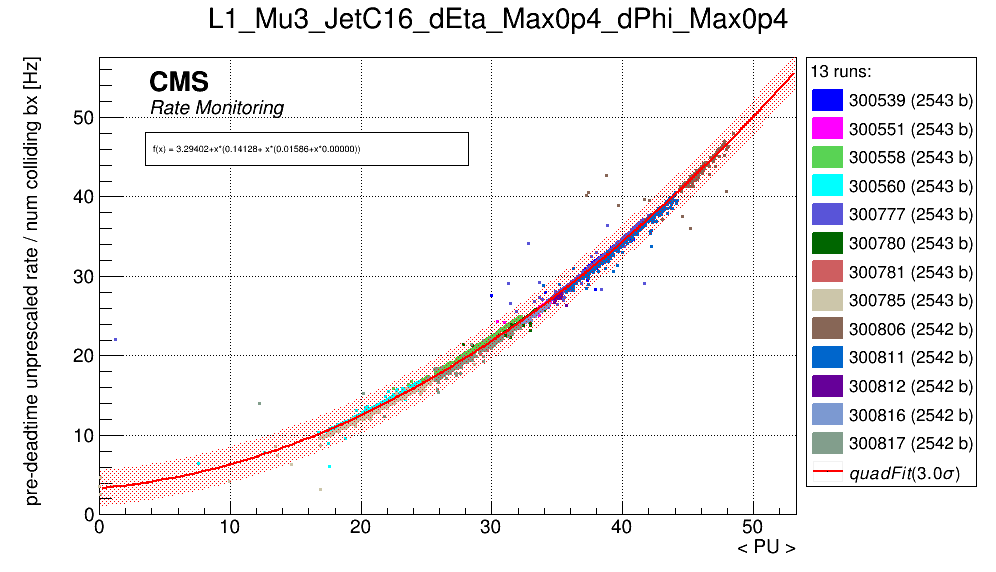 L1_Mu3_JetC16_dEta_Max0p4_dPhi_Max0p4
pre-deadtime unprescaled rate / num colliding bx [Hz]
CMS
Rate Monitoring
f(x) = 3.29402+x*(0.14128+ x*(0.01586+x*0.00000))
50
40
30
20
10
0
0 10 20 30 40 50
< PU >
13 runs:
300539 (2543 b)
300551 (2543 b)
300558 (2543 b)
300560 (2543 b)
300777 (2543 b)
300780 (2543 b)
300781 (2543 b)
300785 (2543 b)
300806 (2542 b)
300811 (2542 b)
300812 (2542 b)
300816 (2542 b)
300817 (2542 b)
quadFit(3.0σ)